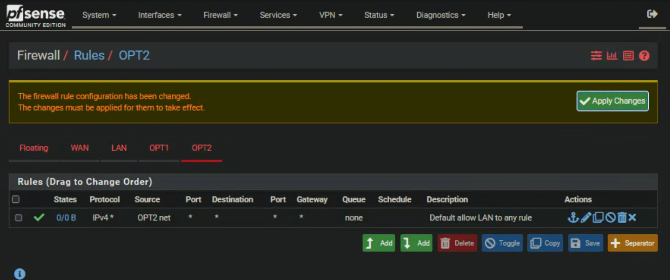 pfsense
COMMUNITY EDITION
System Interfaces Firewall Services VPN Status Diagnostics Help
Firewall / Rules / OPT2
The firewall rule configuration has been changed.
The changes must be applied for them to take effect.
Apply Changes
Floating WAN LAN OPT1 OPT2
Rules (Drag to Change Order)
States Protocol Source Port Destination Port Gateway Queue Schedule Description Actions
0/0 B IPv4 * OPT2 net * * * * none Default allow LAN to any rule
Add Add Delete Toggle Copy Save Separator